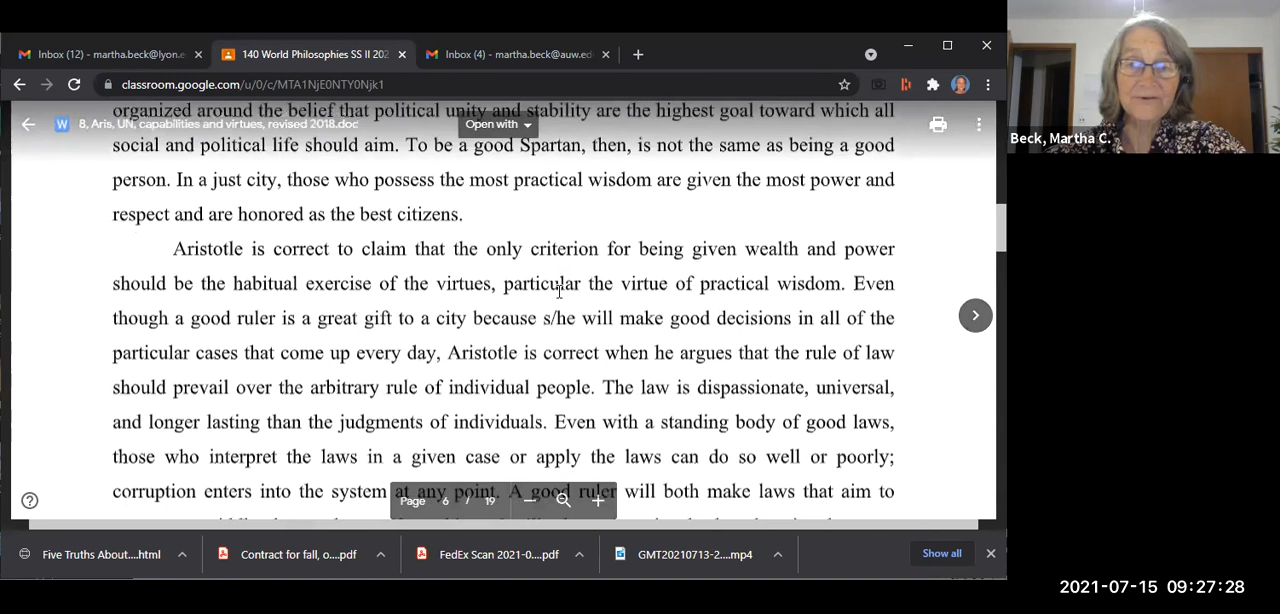 Inbox (12) - martha.beck@lyon.e
140 World Philosophies SS II 202
Inbox (4) - martha.beck@auw.ed
classroom.google.com/u/0/c/MTA1NjE0NTY0Njk1
Beck, Martha C.
organized around the belief that political unity and stability are the highest goal toward which all
8, Aris, UN, capabilities and virtues, revised 2018.doc
Open with
social and political life should aim. To be a good Spartan, then, is not the same as being a good
person. In a just city, those who possess the most practical wisdom are given the most power and
respect and are honored as the best citizens.
Aristotle is correct to claim that the only criterion for being given wealth and power
should be the habitual exercise of the virtues, particular the virtue of practical wisdom. Even
though a good ruler is a great gift to a city because s/he will make good decisions in all of the
particular cases that come up every day, Aristotle is correct when he argues that the rule of law
should prevail over the arbitrary rule of individual people. The law is dispassionate, universal,
and longer lasting than the judgments of individuals. Even with a standing body of good laws,
those who interpret the laws in a given case or apply the laws can do so well or poorly;
corruption enters into the system at any point. A good ruler will both make laws that aim to
Page 6 / 19
Five Truths About....html
Contract for fall, o....pdf
FedEx Scan 2021-0....pdf
GMT20210713-2....mp4
Show all
2021-07-15 09:27:28